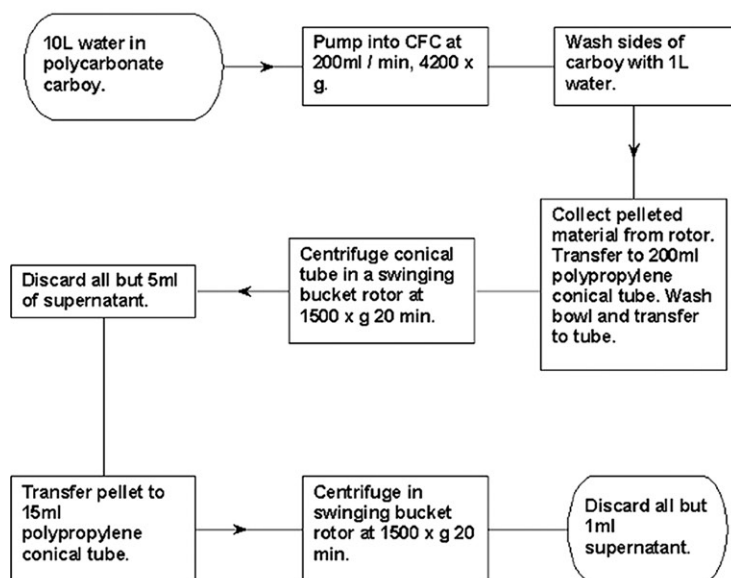 10L water in
polycarbonate
carboy.
Pump into CFC at
200ml / min, 4200 x
g.
Wash sides of
carboy with 1L
water.
Collect pelleted
material from rotor.
Transfer to 200ml
polypropylene
conical tube. Wash
bowl and transfer
to tube.
Centrifuge conical
tube in a swinging
bucket rotor at
1500 x g 20 min.
Discard all but 5ml
of supernatant.
Transfer pellet to
15ml
polypropylene
conical tube.
Centrifuge in
swinging bucket
rotor at 1500 x g 20
min.
Discard all but
1ml
supernatant.